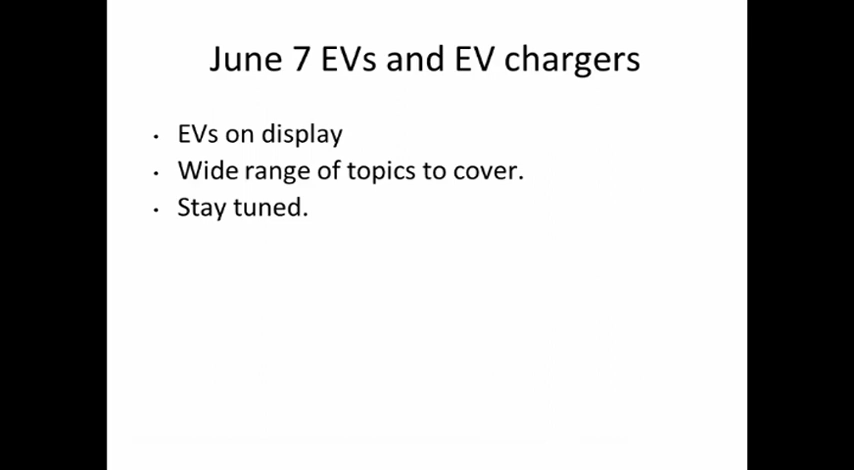 June 7 EVs and EV chargers
• EVs on display
• Wide range of topics to cover.
• Stay tuned.